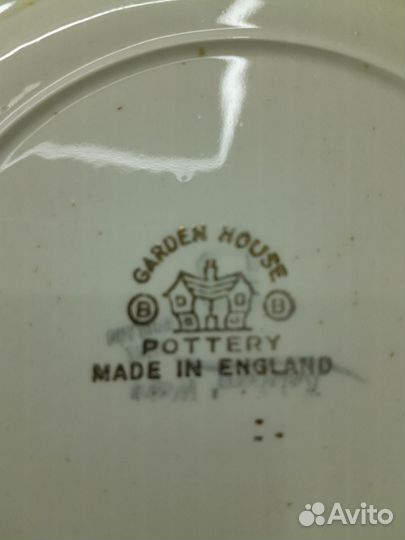 GARDEN HOUSE
B B
POTTERY
MADE IN ENGLAND
Avito